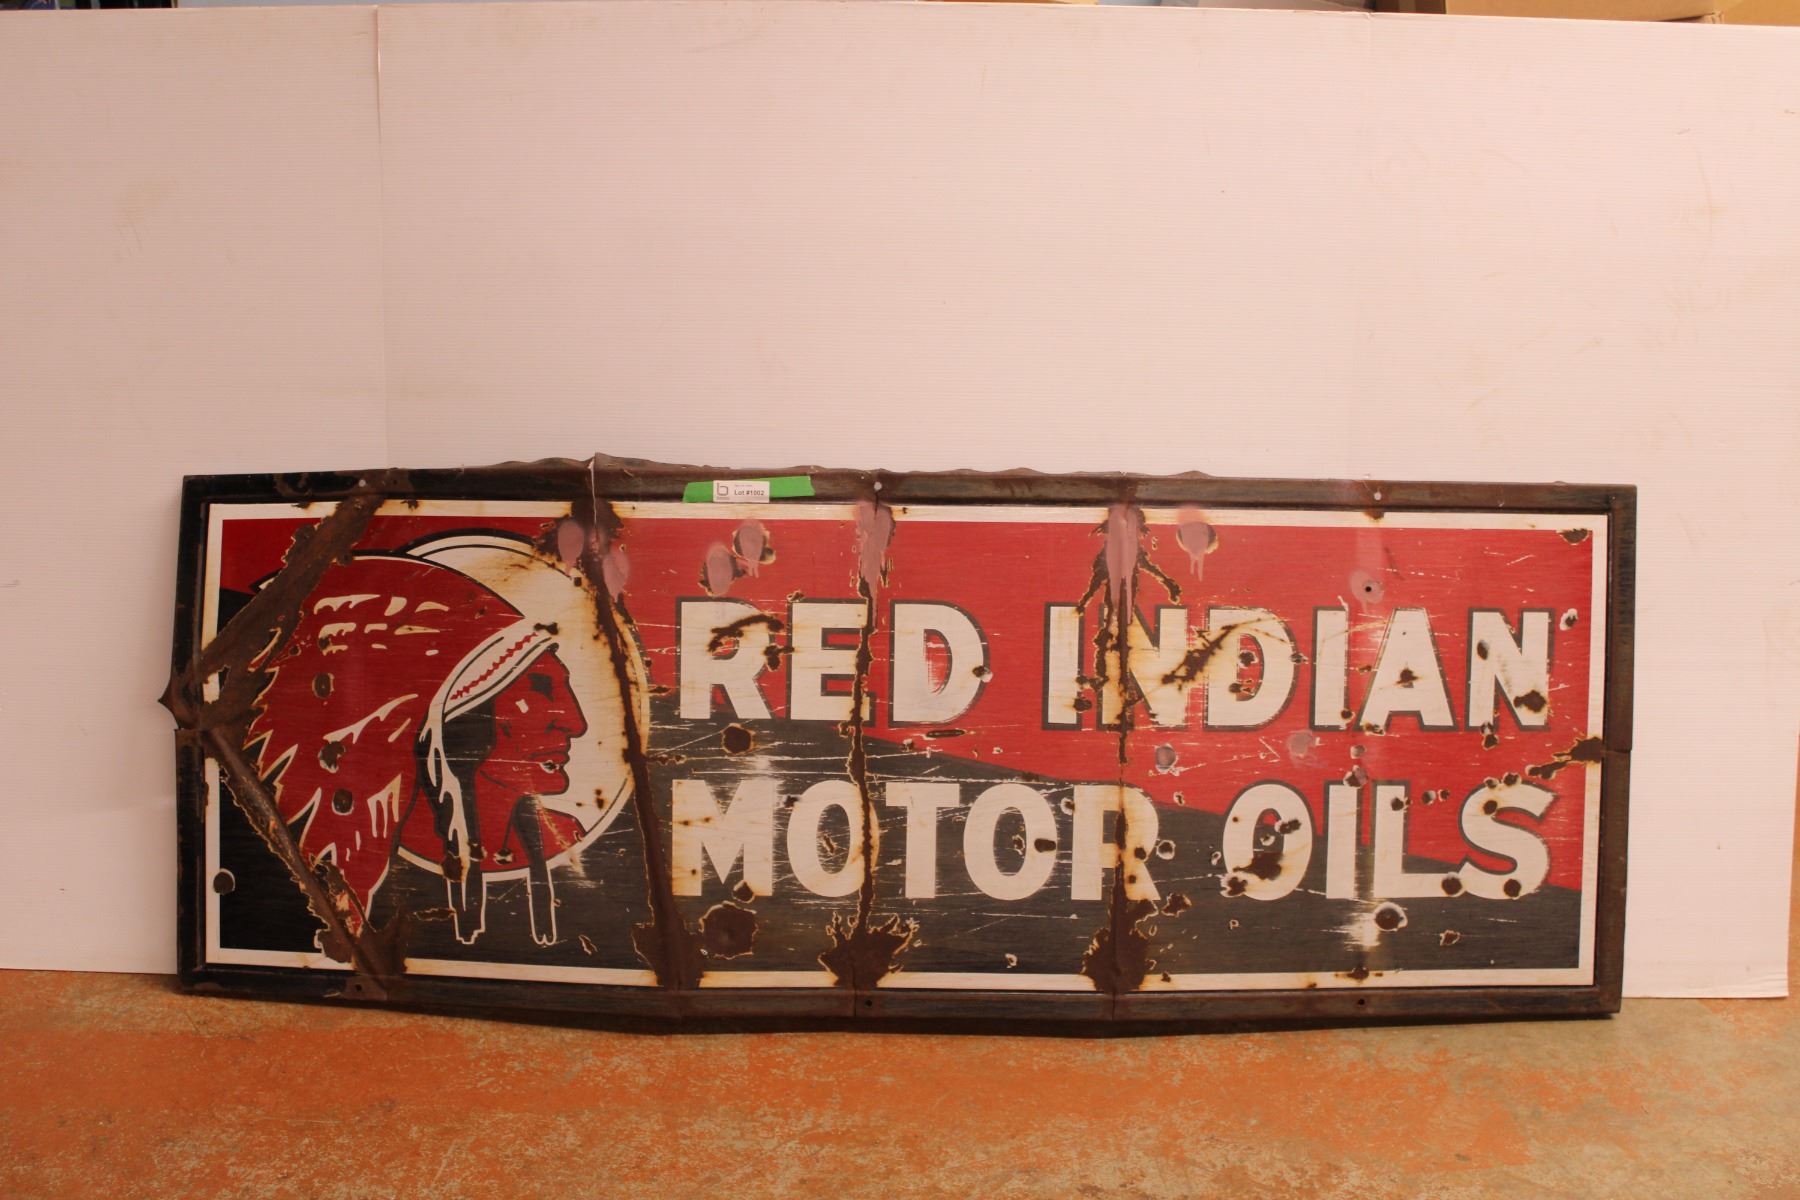 b Lot #1002
RED INDIAN
MOTOR OILS